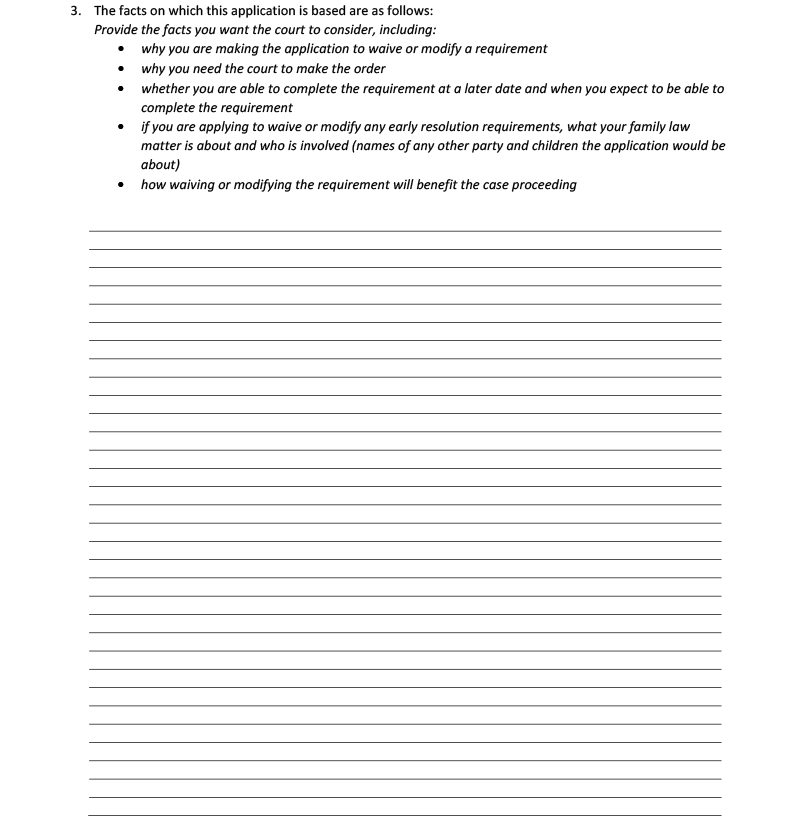 3. The facts on which this application is based are as follows:
Provide the facts you want the court to consider, including:
• why you are making the application to waive or modify a requirement
• why you need the court to make the order
• whether you are able to complete the requirement at a later date and when you expect to be able to
complete the requirement
• if you are applying to waive or modify any early resolution requirements, what your family law
matter is about and who is involved (names of any other party and children the application would be
about)
• how waiving or modifying the requirement will benefit the case proceeding